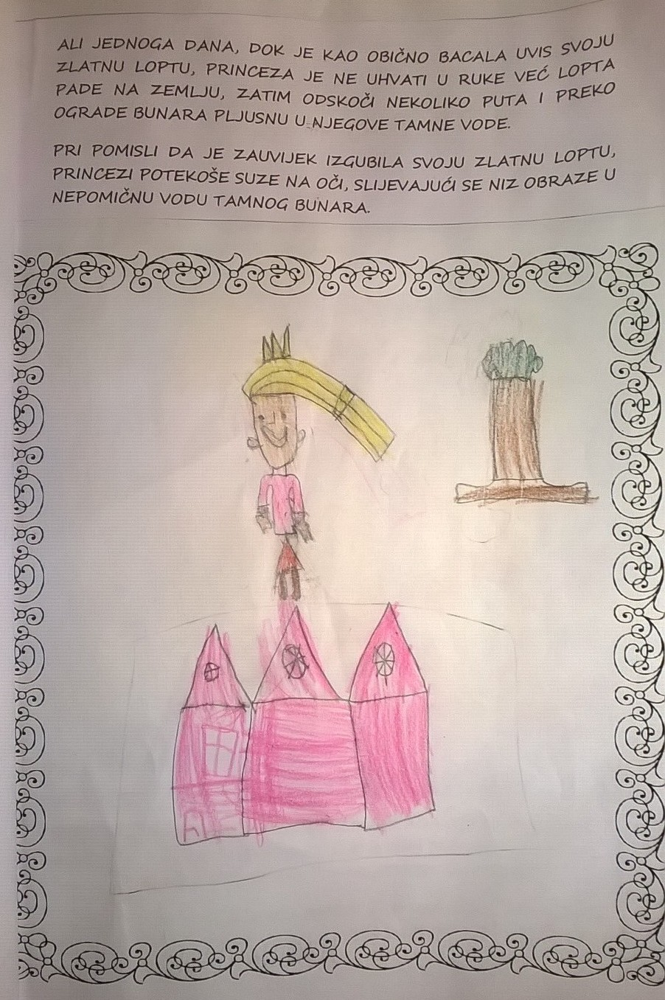 ALI JEDNOGA DANA, DOK JE KAO OBIČNO BACALA UVIS SVOJU
ZLATNU LOPTU, PRINCEZA JE NE UHVATI U RUKE VEĆ LOPTA
PADE NA ZEMLJU, ZATIM ODSKOČI NEKOLIKO PUTA I PREKO
OGRADE BUNARA PLJUSNU U NJEGOVE TAMNE VODE.
PRI POMISLI DA JE ZAUVIJEK IZGUBILA SVOJU ZLATNU LOPTU,
PRINCEZI POTEKOŠE SUZE NA OČI, SLIJEVAJUĆI SE NIZ OBRAZE U
NEPOMIČNU VODU TAMNOG BUNARA.